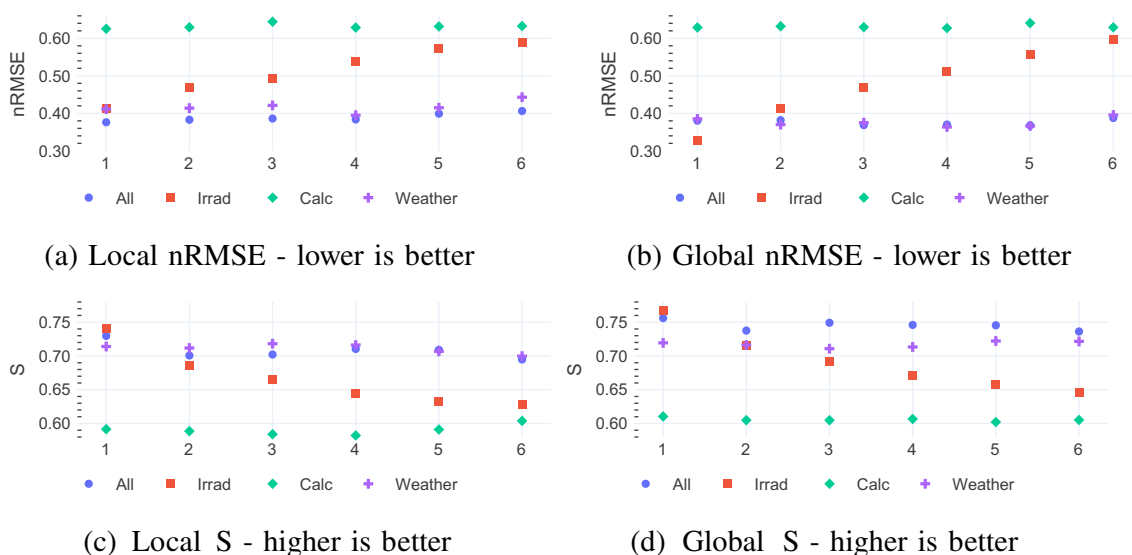 0.60
0.50
0.40
0.30
nRMSE
1 2 3 4 5 6
All Irrad Calc Weather
(a) Local nRMSE - lower is better
0.60
0.50
0.40
0.30
nRMSE
1 2 3 4 5 6
All Irrad Calc Weather
(b) Global nRMSE - lower is better
0.75
0.70
0.65
0.60
S
1 2 3 4 5 6
All Irrad Calc Weather
(c) Local S - higher is better
0.75
0.70
0.65
0.60
S
1 2 3 4 5 6
All Irrad Calc Weather
(d) Global S - higher is better